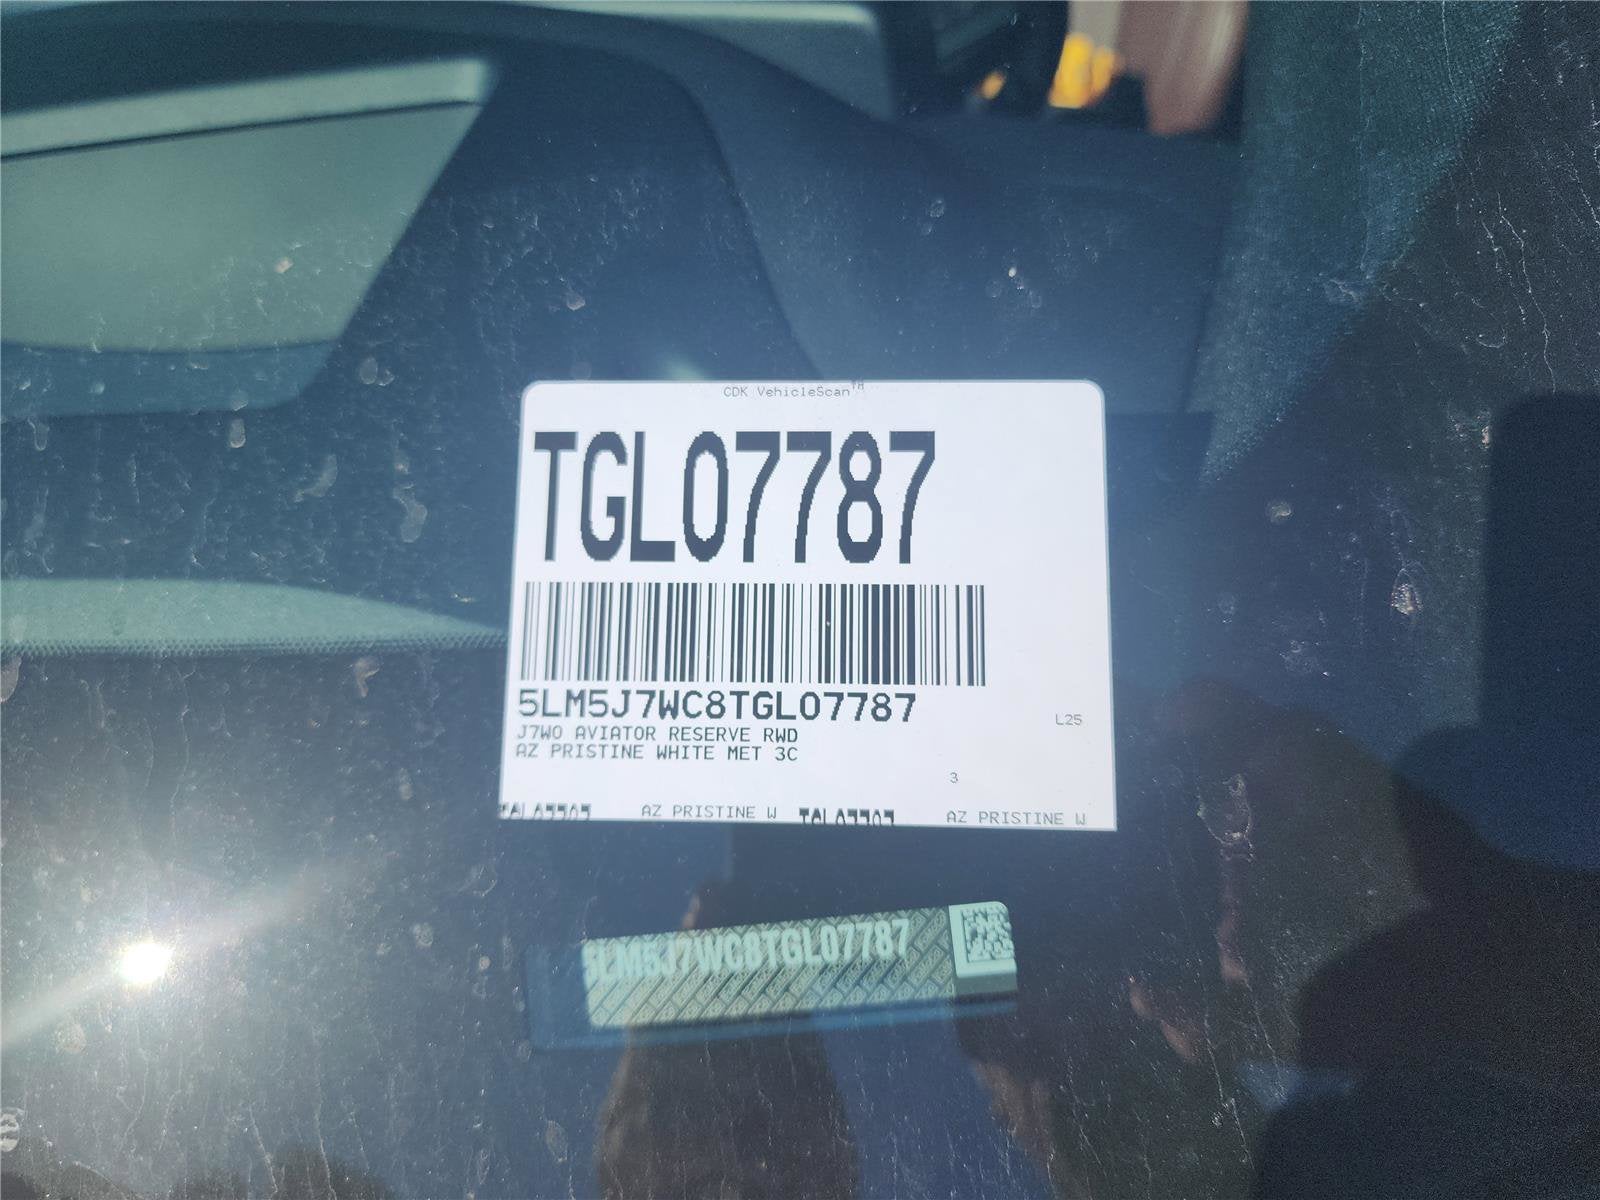 CDK VehicleScan™
TGL07787
5LM5J7WC8TGL07787
J7W0 AVIATOR RESERVE RWD
AZ PRISTINE WHITE MET 3C
L25
3
AZ PRISTINE W
AZ PRISTINE W
5LM5J7WC8TGL07787